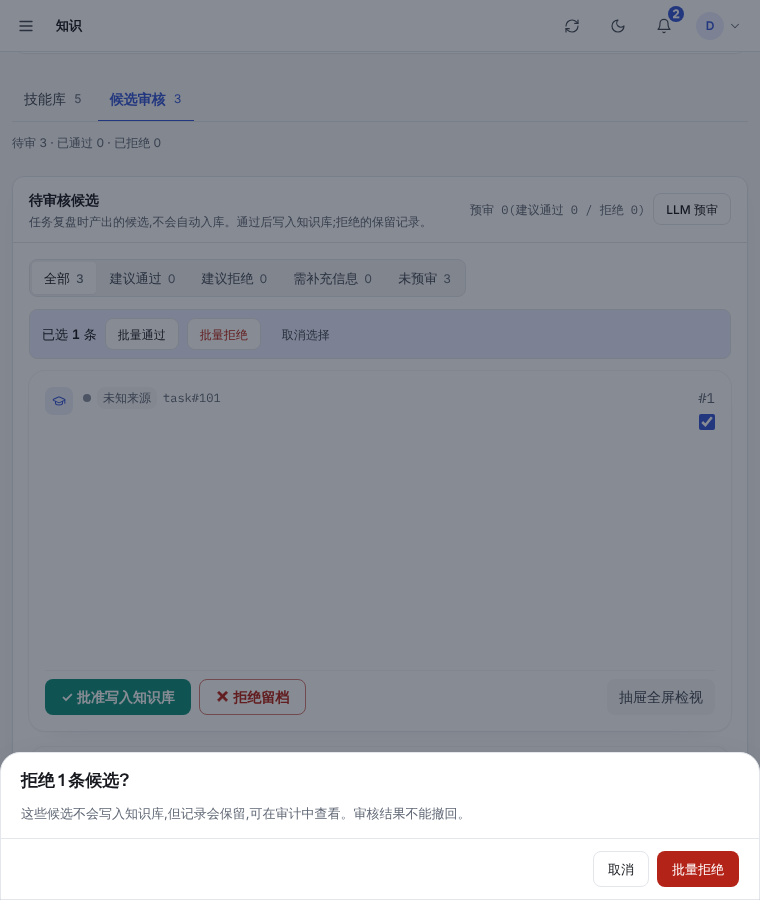 知识
2
D
技能库 5 候选审核 3
待审 3 · 已通过 0 · 已拒绝 0
待审核候选
任务复盘时产出的候选,不会自动入库。通过后写入知识库;拒绝的保留记录。
预审 0(建议通过 0 / 拒绝 0) LLM 预审
全部 3 建议通过 0 建议拒绝 0 需补充信息 0 未预审 3
已选 1 条 批量通过 批量拒绝 取消选择
未知来源 task#101 #1
批准写入知识库 拒绝留档 抽屉全屏检视
拒绝 1 条候选?
这些候选不会写入知识库,但记录会保留,可在审计中查看。审核结果不能撤回。
取消 批量拒绝